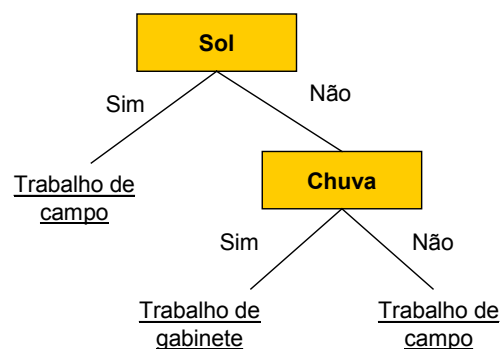 Sol
Sim
Não
Trabalho de
campo
Chuva
Sim
Não
Trabalho de
gabinete
Trabalho de
campo